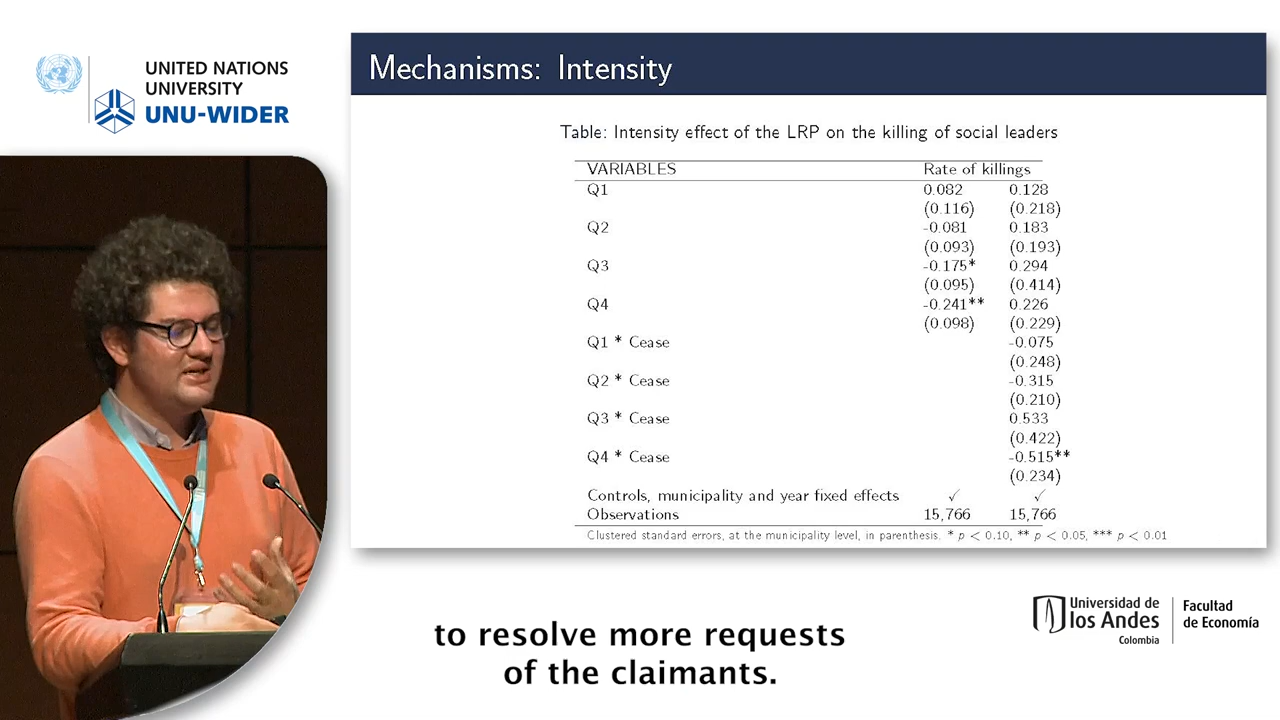 UNITED NATIONS
UNIVERSITY
UNU-WIDER
Mechanisms: Intensity
Table: Intensity effect of the LRP on the killing of social leaders
VARIABLES Rate of killings
Q1 0.082 0.128
(0.116) (0.218)
Q2 -0.081 0.183
(0.093) (0.193)
Q3 -0.175* 0.294
(0.095) (0.414)
Q4 -0.241** 0.226
(0.098) (0.229)
Q1 * Cease -0.075
(0.248)
Q2 * Cease -0.315
(0.210)
Q3 * Cease 0.533
(0.422)
Q4 * Cease -0.515**
(0.234)
Controls, municipality and year fixed effects ✓ ✓
Observations 15,766 15,766
Clustered standard errors, at the municipality level, in parenthesis. * p < 0.10, ** p < 0.05, *** p < 0.01
to resolve more requests
of the claimants.
Universidad de
los Andes
Colombia
Facultad
de Economía